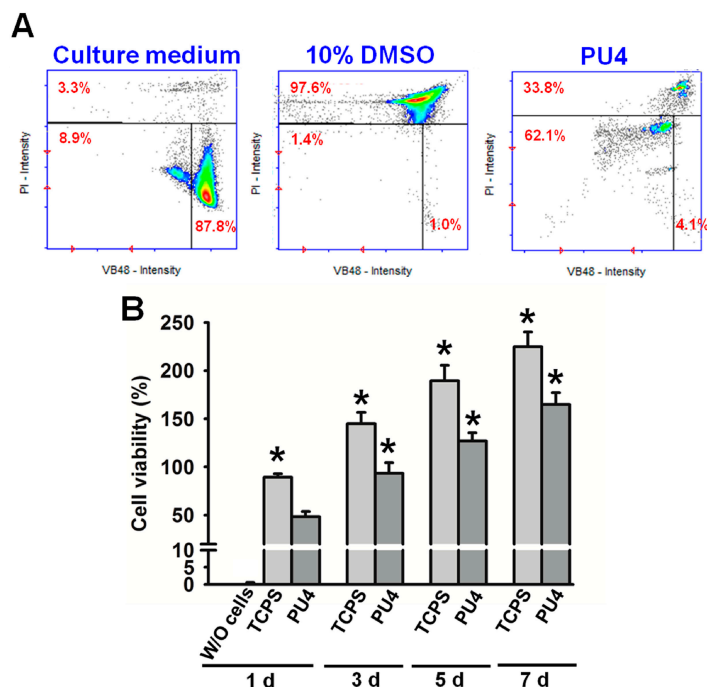 A
Culture medium
10% DMSO
PU4
3.3%
8.9%
87.8%
PI - Intensity
VB48 - Intensity
97.6%
1.4%
1.0%
PI - Intensity
VB48 - Intensity
33.8%
62.1%
4.1%
PI - Intensity
VB48 - Intensity
B
Cell viability (%)
250
200
150
100
50
10
5
0
*
*
*
*
*
*
*
W/O cells
TCPS
PU4
TCPS
PU4
TCPS
PU4
TCPS
PU4
1 d
3 d
5 d
7 d